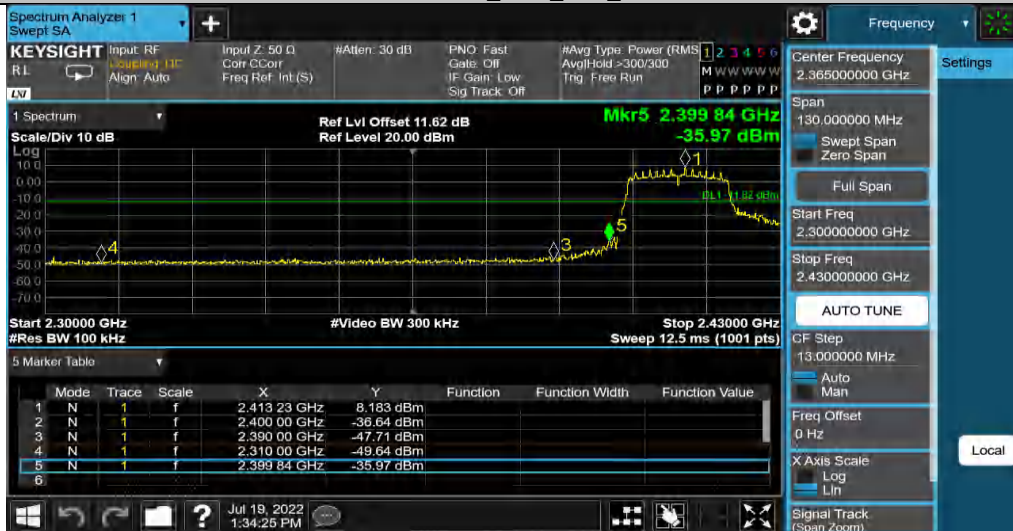 Spectrum Analyzer 1
Swept SA
+
Frequency
KEYSIGHT
RL
LXI
Input: RF
Coupling: DC
Align: Auto
Input Z: 50 Ω
Corr CCorr
Freq Ref: Int (S)
#Atten: 30 dB
PNO: Fast
Gate: Off
IF Gain: Low
Sig Track: Off
#Avg Type: Power (RMS
Avg|Hold >300/300
Trig: Free Run
1 2 3 4 5 6
M W W W W W
P P P P P P
1 Spectrum
Scale/Div 10 dB
Ref Lvl Offset 11.62 dB
Ref Level 20.00 dBm
Mkr5 2.399 84 GHz
-35.97 dBm
Log
10.0
0.00
-10.0
-20.0
-30.0
-40.0
-50.0
-60.0
-70.0
1
DL1 -11.82 dBm
5
3
4
Start 2.30000 GHz
#Res BW 100 kHz
#Video BW 300 kHz
Stop 2.43000 GHz
Sweep 12.5 ms (1001 pts)
5 Marker Table
Mode Trace Scale X Y Function Function Width Function Value
1 N 1 f 2.413 23 GHz 8.183 dBm
2 N 1 f 2.400 00 GHz -36.64 dBm
3 N 1 f 2.390 00 GHz -47.71 dBm
4 N 1 f 2.310 00 GHz -49.64 dBm
5 N 1 f 2.399 84 GHz -35.97 dBm
6
Jul 19, 2022
1:34:25 PM
?
Center Frequency
2.365000000 GHz
Span
130.000000 MHz
Swept Span
Zero Span
Full Span
Start Freq
2.300000000 GHz
Stop Freq
2.430000000 GHz
AUTO TUNE
CF Step
13.000000 MHz
Auto
Man
Freq Offset
0 Hz
X Axis Scale
Log
Lin
Signal Track
(Span Zoom)
Settings
Local